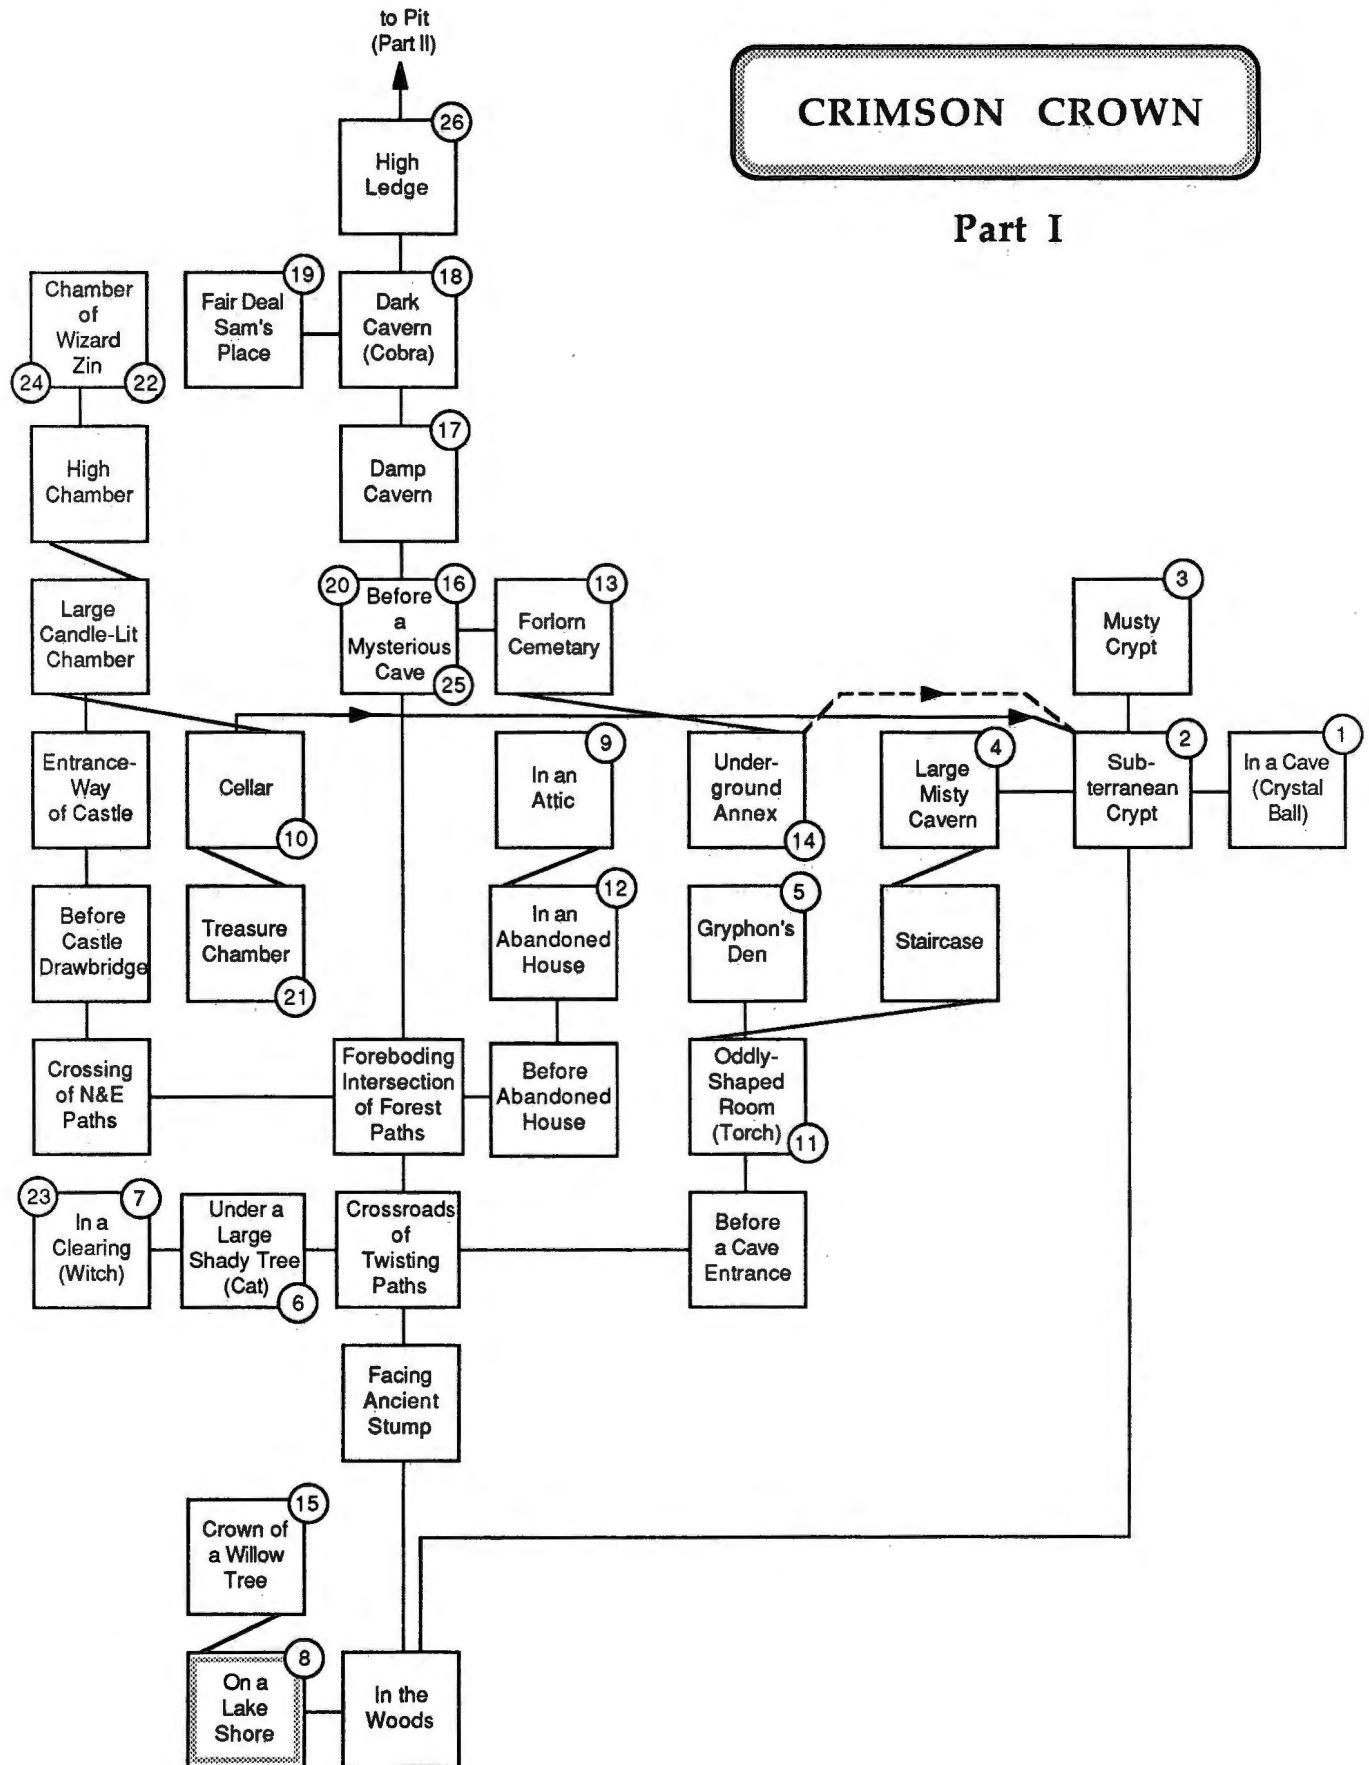 to Pit
(Part II)
CRIMSON CROWN
Part I
26
High
Ledge
Chamber
of
Wizard
Zin
24
22
19
Fair Deal
Sam's
Place
18
Dark
Cavern
(Cobra)
High
Chamber
17
Damp
Cavern
Large
Candle-Lit
Chamber
20
16
Before
a
Mysterious
Cave
25
13
Forlorn
Cemetary
3
Musty
Crypt
Entrance-
Way
of Castle
Cellar
10
9
In an
Attic
Under-
ground
Annex
14
4
Large
Misty
Cavern
2
Sub-
terranean
Crypt
1
In a Cave
(Crystal
Ball)
Before
Castle
Drawbridge
Treasure
Chamber
21
12
In an
Abandoned
House
5
Gryphon's
Den
Staircase
Crossing
of N&E
Paths
Foreboding
Intersection
of Forest
Paths
Before
Abandoned
House
Oddly-
Shaped
Room
(Torch)
11
23
7
In a
Clearing
(Witch)
Under a
Large
Shady Tree
(Cat)
6
Crossroads
of
Twisting
Paths
Before
a Cave
Entrance
Facing
Ancient
Stump
15
Crown of
a Willow
Tree
8
On a
Lake
Shore
In the
Woods